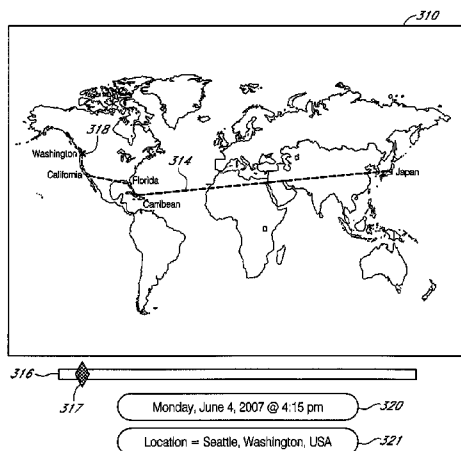 310
Washington
318
California
Florida
314
Japan
Carribean
316
317
Monday, June 4, 2007 @ 4:15 pm
320
Location = Seattle, Washington, USA
321